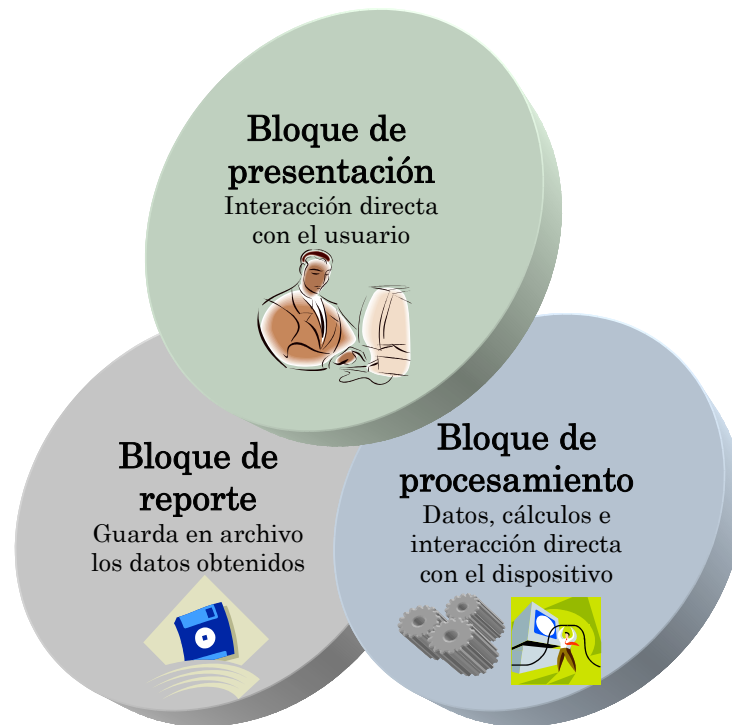 Bloque de
presentación
Interacción directa
con el usuario
Bloque de
reporte
Guarda en archivo
los datos obtenidos
Bloque de
procesamiento
Datos, cálculos e
interacción directa
con el dispositivo